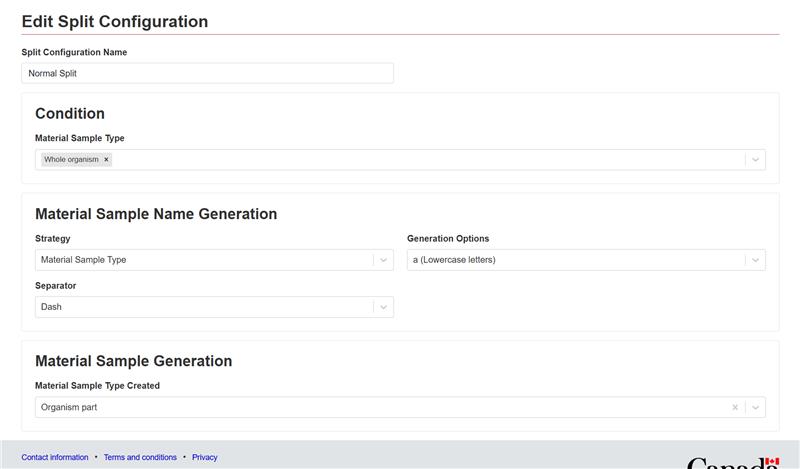 Edit Split Configuration
Split Configuration Name
Normal Split
Condition
Material Sample Type
Whole organism ×
Material Sample Name Generation
Strategy
Generation Options
Material Sample Type
a (Lowercase letters)
Separator
Dash
Material Sample Generation
Material Sample Type Created
Organism part
Contact information • Terms and conditions • Privacy
Canada